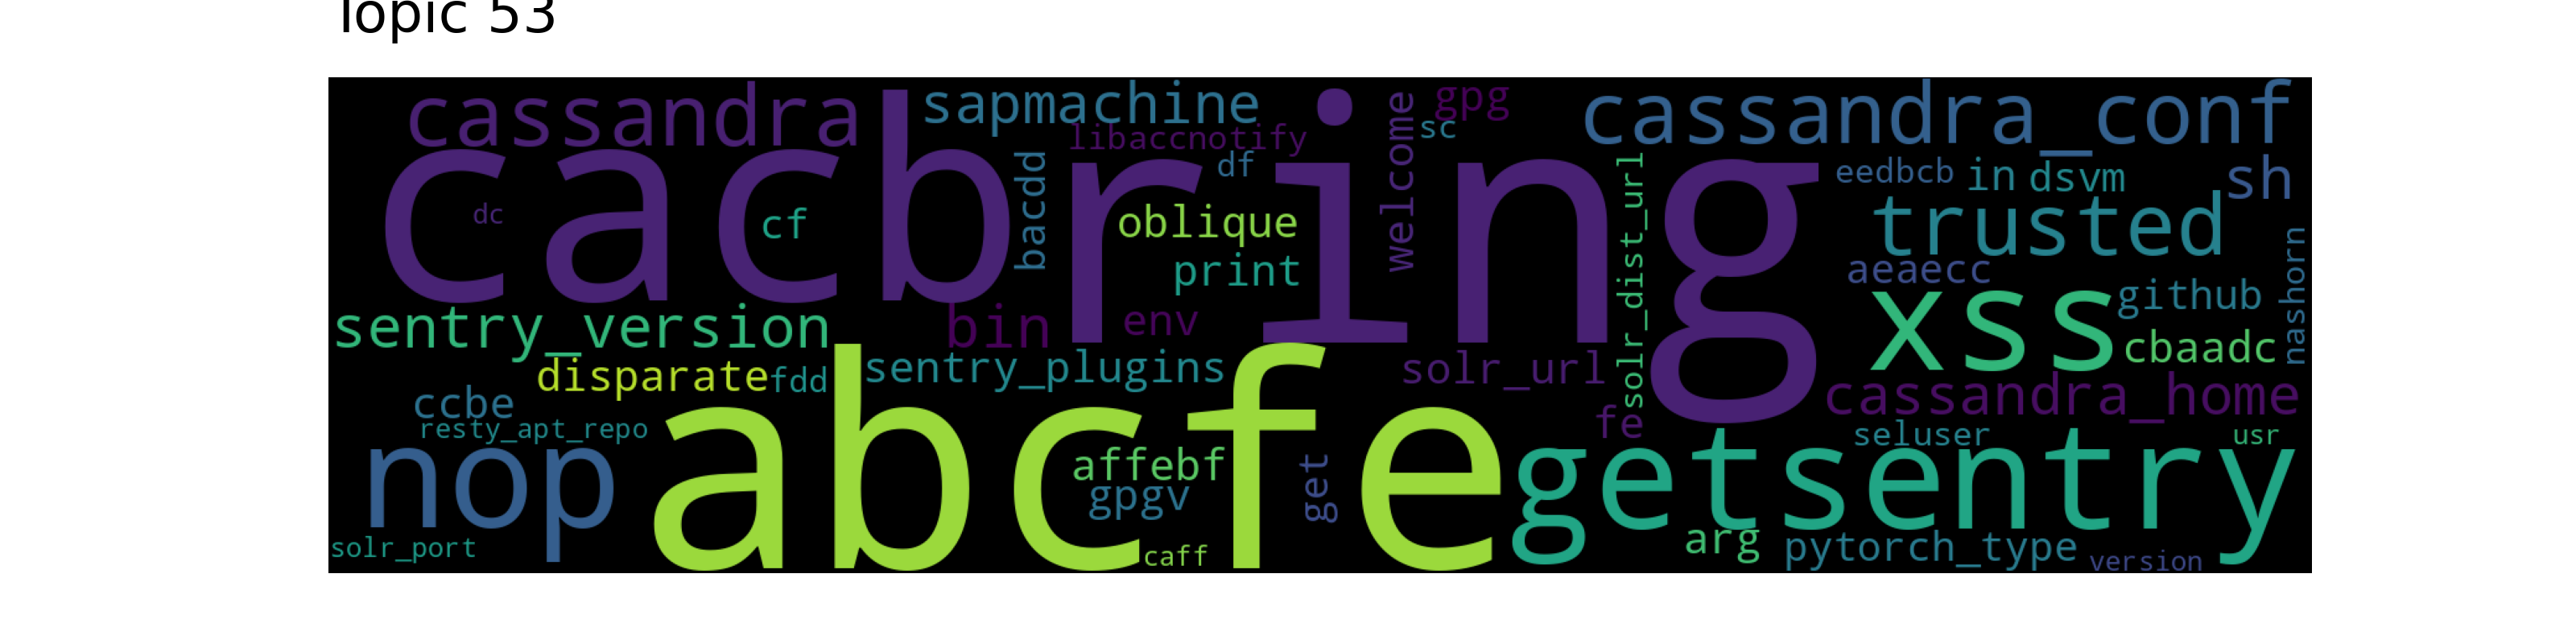 Topic 53
cassandra
sapmachine
gpg
cassandra_conf
libaccnotify
sc
welcome
cacbring
df
bacdd
dc
cf
oblique
print
solr_dist_url
eedbcb
in
dsvm
sh
trusted
nashorn
aeaecc
github
xss
cbaadc
sentry_version
bin
env
disparate
fdd
sentry_plugins
solr_url
cassandra_home
ccbe
resty_apt_repo
fe
seluser
usr
nop
abcfe
affebf
gpgv
get
getsentry
solr_port
caff
arg
pytorch_type
version